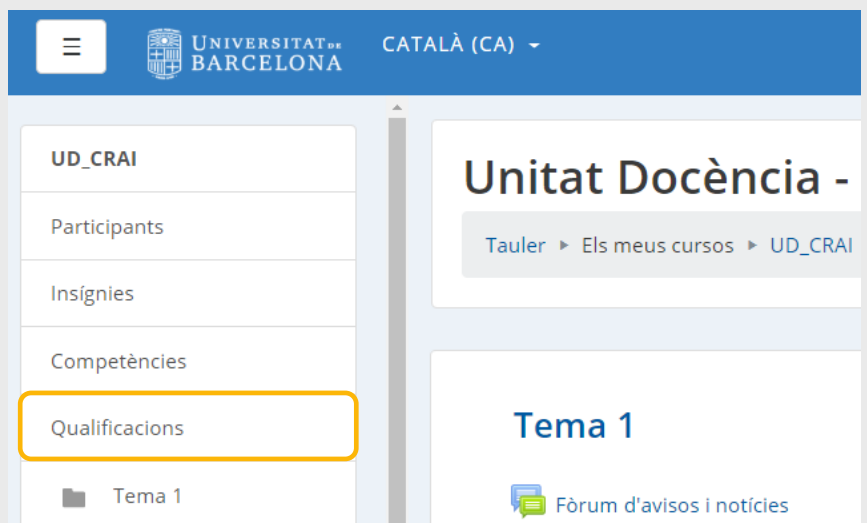 UNIVERSITAT DE
BARCELONA
CATALÀ (CA)
UD_CRAI
Participants
Insígnies
Competències
Qualificacions
Tema 1
Unitat Docència -
Tauler ▸ Els meus cursos ▸ UD_CRAI
Tema 1
Fòrum d'avisos i notícies